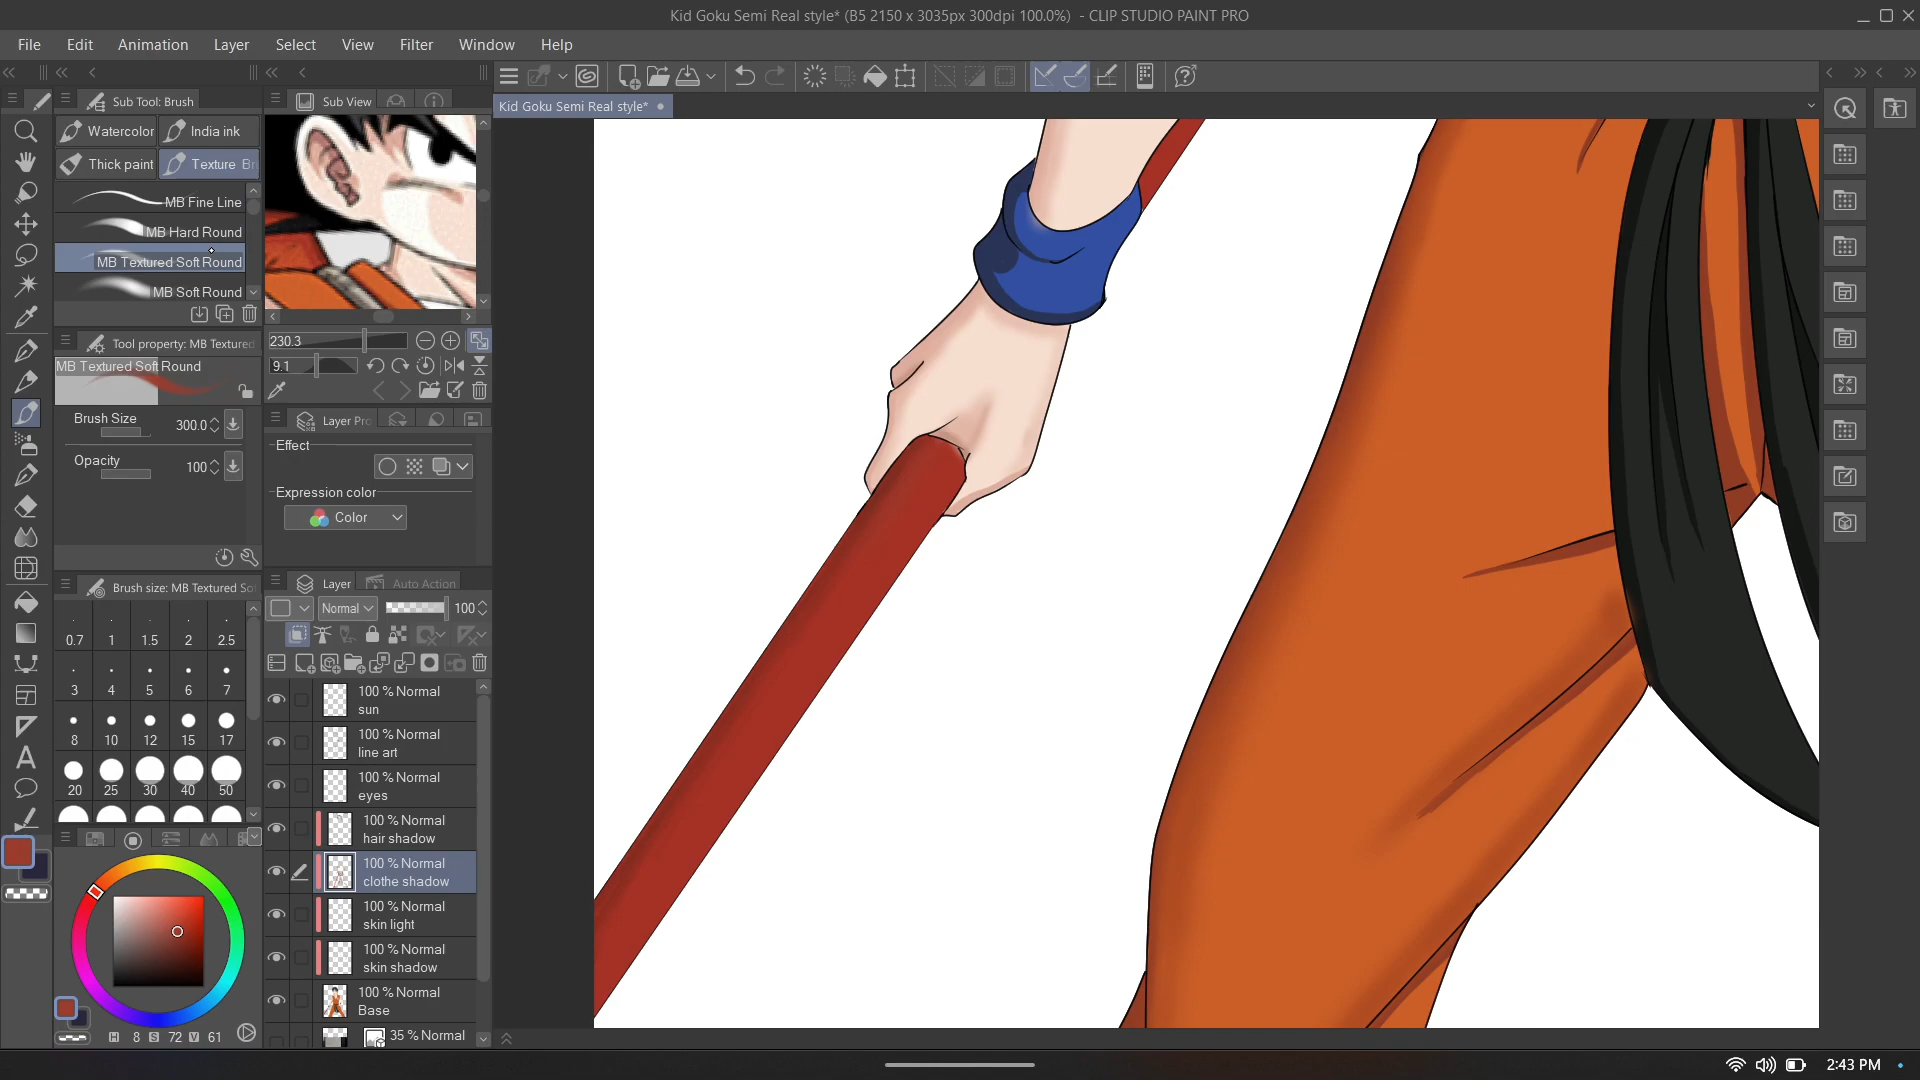 Kid Goku Semi Real style* (B5 2150 x 3035px 300dpi 100.0%) - CLIP STUDIO PAINT PRO
File Edit Animation Layer Select View Filter Window Help
Sub Tool: Brush
Sub View
Kid Goku Semi Real style*
Watercolor India ink
Thick paint Texture Br
MB Fine Line
MB Hard Round
MB Textured Soft Round
MB Soft Round
230.3
9.1
Tool property: MB Textured
MB Textured Soft Round
Brush Size 300.0
Opacity 100
Layer Pro
Effect
Expression color
Color
Brush size: MB Textured So
0.7 1 1.5 2 2.5
3 4 5 6 7
8 10 12 15 17
20 25 30 40 50
Layer Auto Action
Normal 100
100 % Normal
sun
100 % Normal
line art
100 % Normal
eyes
100 % Normal
hair shadow
100 % Normal
clothe shadow
100 % Normal
skin light
100 % Normal
skin shadow
100 % Normal
Base
35 % Normal
H 8 S 72 V 61
2:43 PM